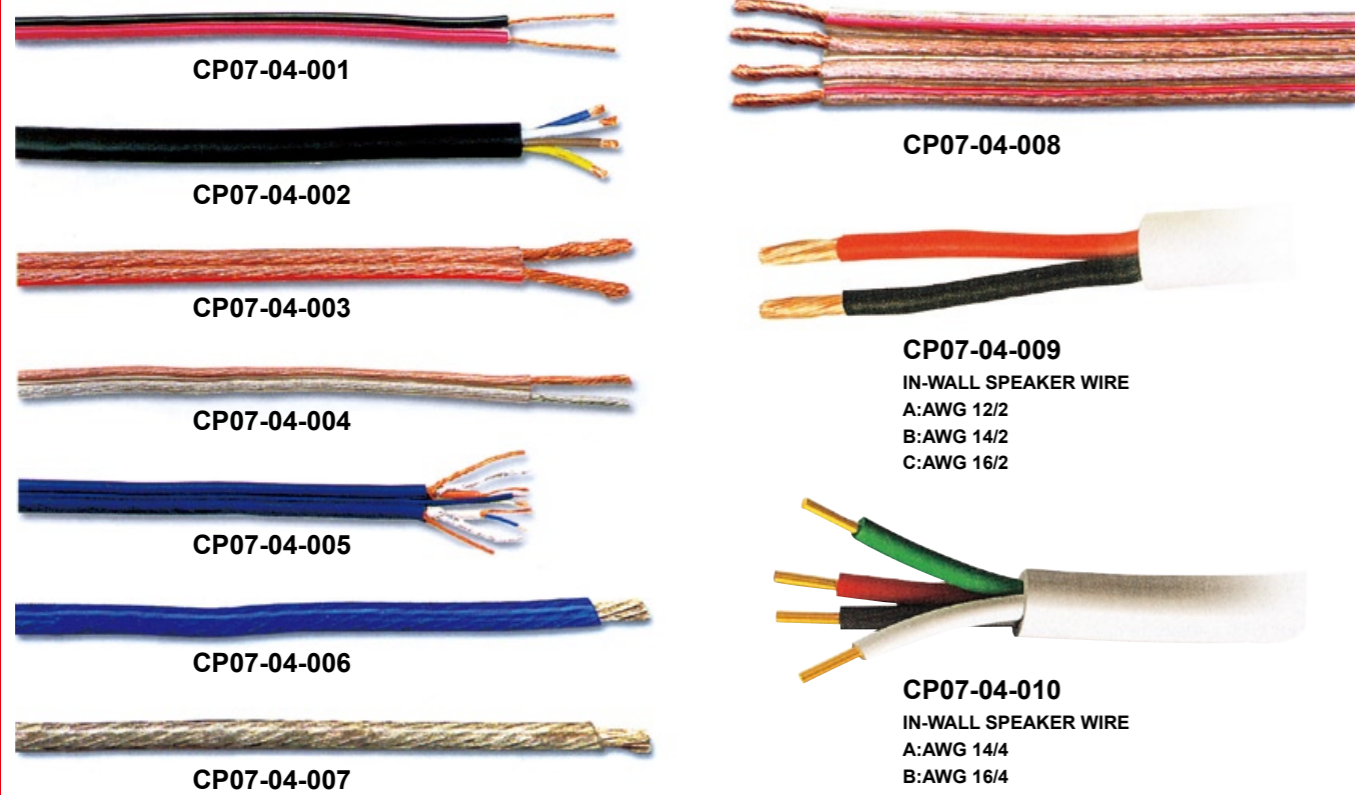 CP07-04-001
CP07-04-002
CP07-04-003
CP07-04-004
CP07-04-005
CP07-04-006
CP07-04-007
CP07-04-008
CP07-04-009
IN-WALL SPEAKER WIRE
A:AWG 12/2
B:AWG 14/2
C:AWG 16/2
CP07-04-010
IN-WALL SPEAKER WIRE
A:AWG 14/4
B:AWG 16/4